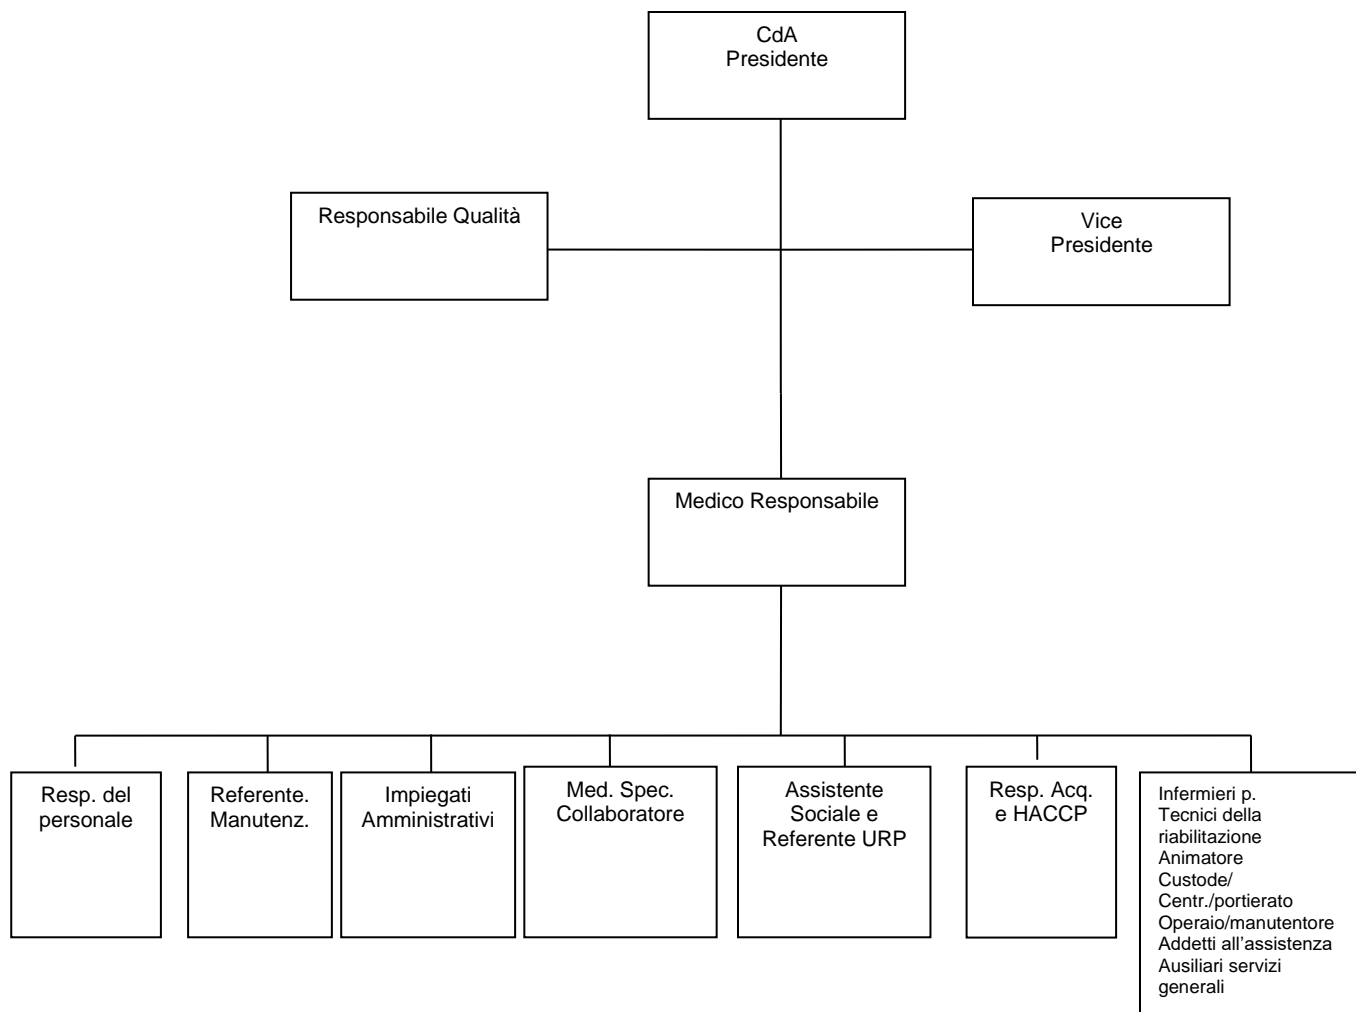 CdA
Presidente
Responsabile Qualità
Vice
Presidente
Medico Responsabile
Resp. del
personale
Referente.
Manutenz.
Impiegati
Amministrativi
Med. Spec.
Collaboratore
Assistente
Sociale e
Referente URP
Resp. Acq.
e HACCP
Infermieri p.
Tecnici della
riabilitazione
Animatore
Custode/
Centr./portierato
Operaio/manutentore
Addetti all'assistenza
Ausiliari servizi
generali